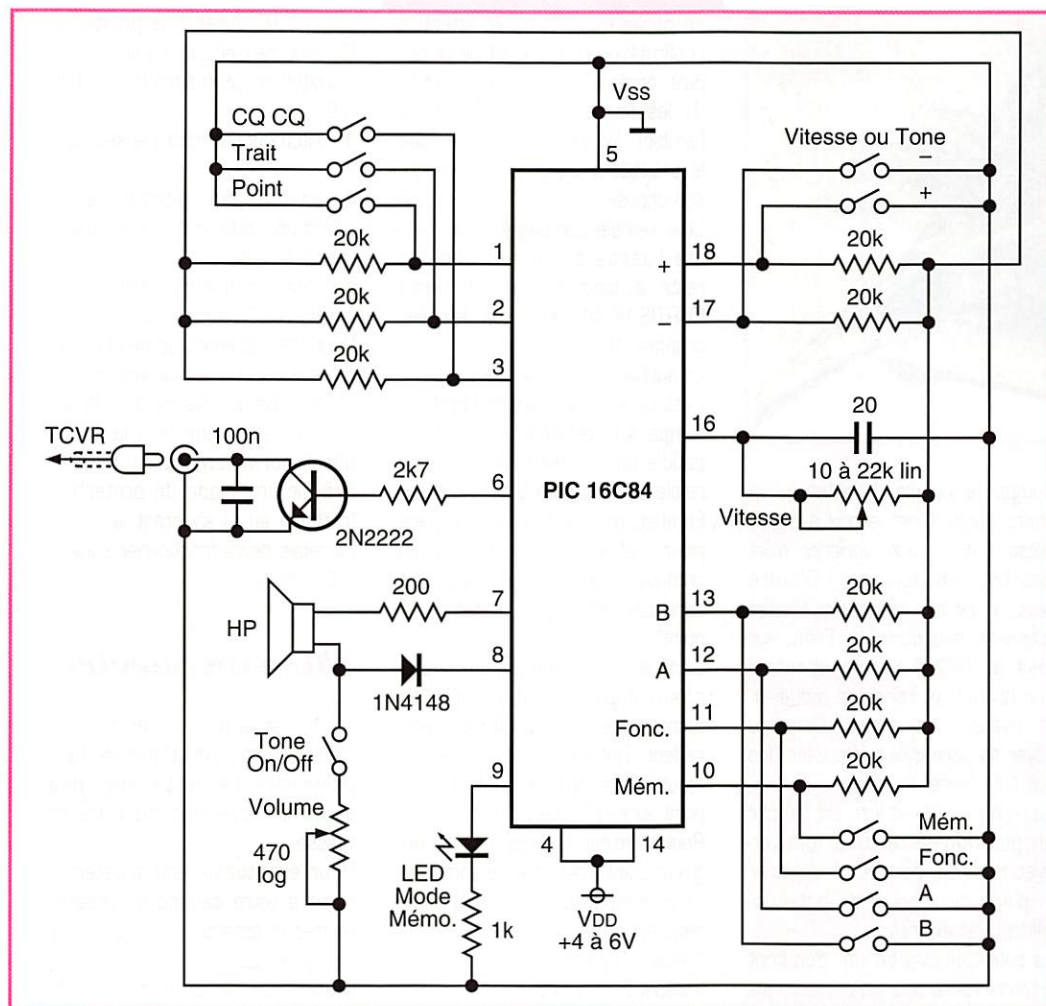 CQ CQ
Trait
Point
VSS
5
Vitesse ou Tone
−
+
20k
1
18
+
20k
20k
2
17
−
20k
20k
3
16
20
TCVR
100n
2k7
6
2N2222
PIC 16C84
10 à 22k lin
Vitesse
HP
200
7
13
B
20k
8
1N4148
12
A
20k
Tone
On/Off
11
Fonc.
20k
9
10
Mém.
20k
Volume
470
log
LED
Mode
Mémo.
1k
4
14
VDD
+4 à 6V
Mém.
Fonc.
A
B